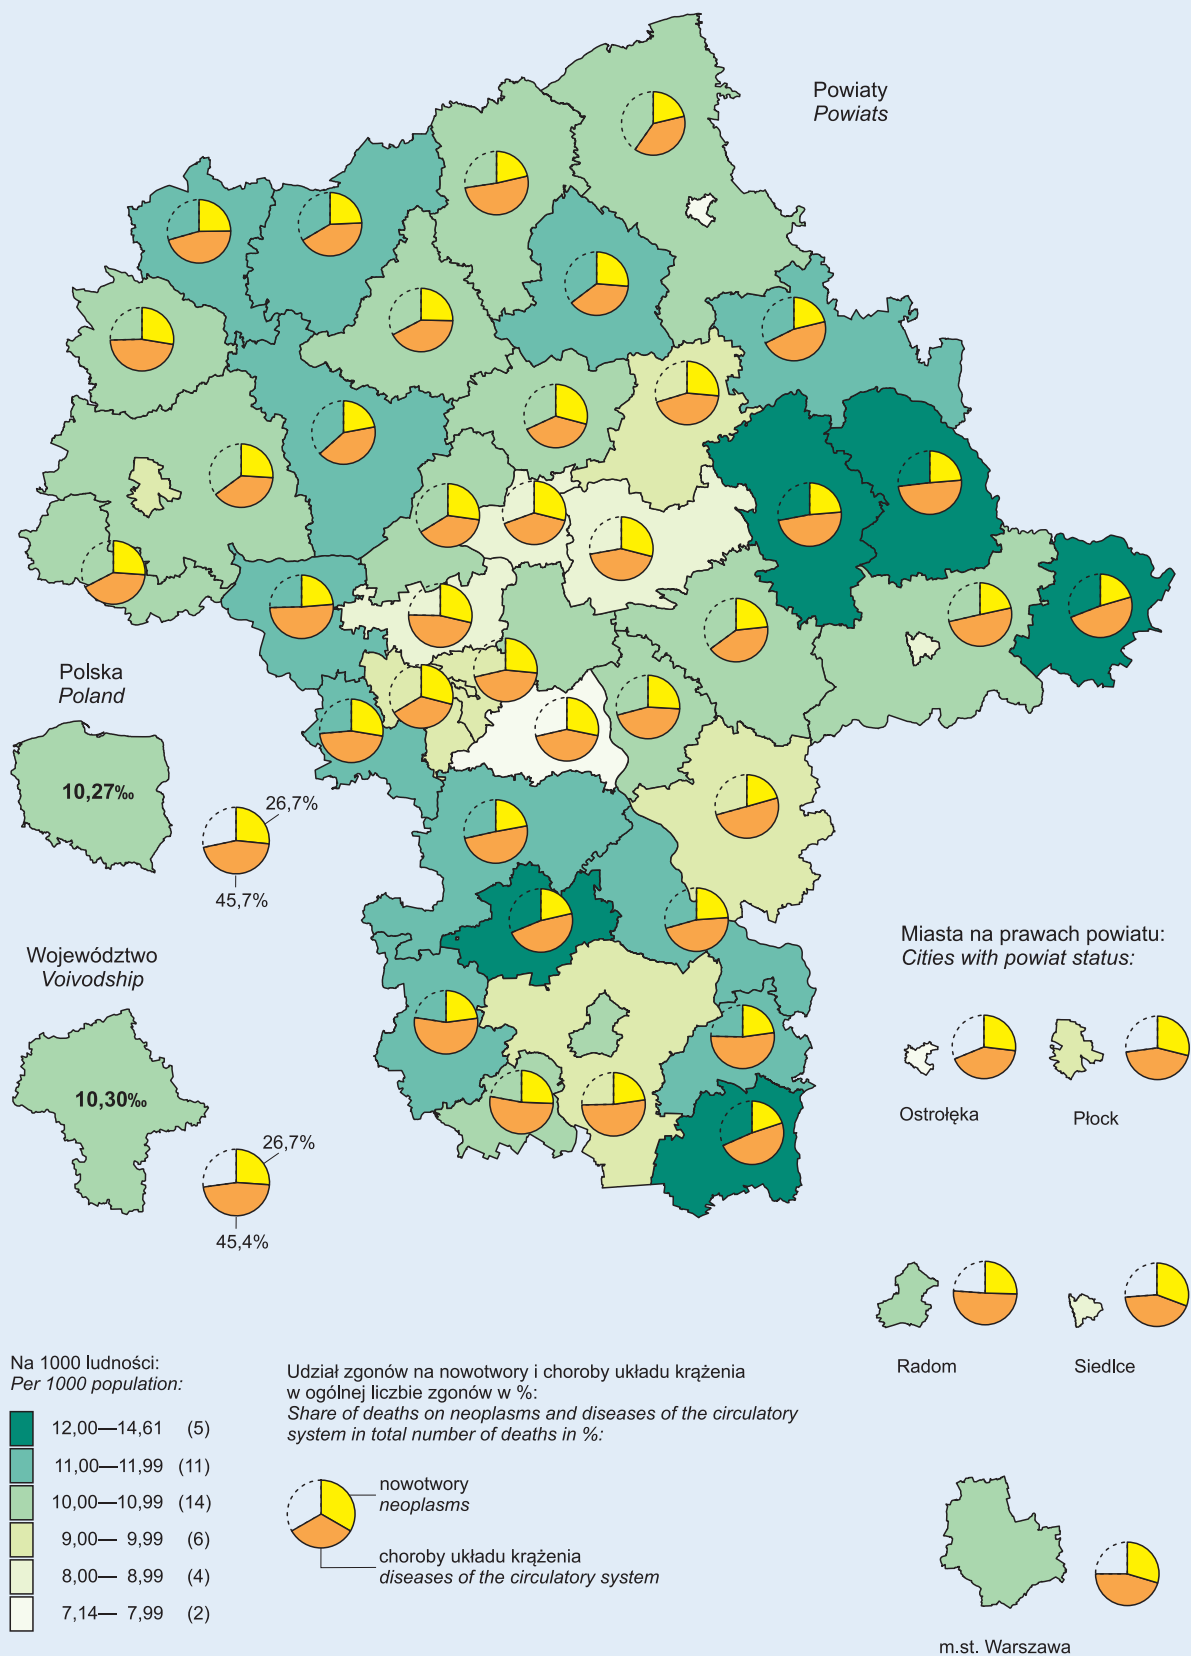 Powiaty
Powiats
Polska
Poland
10,27‰
26,7%
45,7%
Województwo
Voivodship
10,30‰
26,7%
45,4%
Miasta na prawach powiatu:
Cities with powiat status:
Ostrołęka
Płock
Radom
Siedlce
m.st. Warszawa
Na 1000 ludności:
Per 1000 population:
12,00—14,61 (5)
11,00—11,99 (11)
10,00—10,99 (14)
9,00— 9,99 (6)
8,00— 8,99 (4)
7,14— 7,99 (2)
Udział zgonów na nowotwory i choroby układu krążenia
w ogólnej liczbie zgonów w %:
Share of deaths on neoplasms and diseases of the circulatory
system in total number of deaths in %:
nowotwory
neoplasms
choroby układu krążenia
diseases of the circulatory system